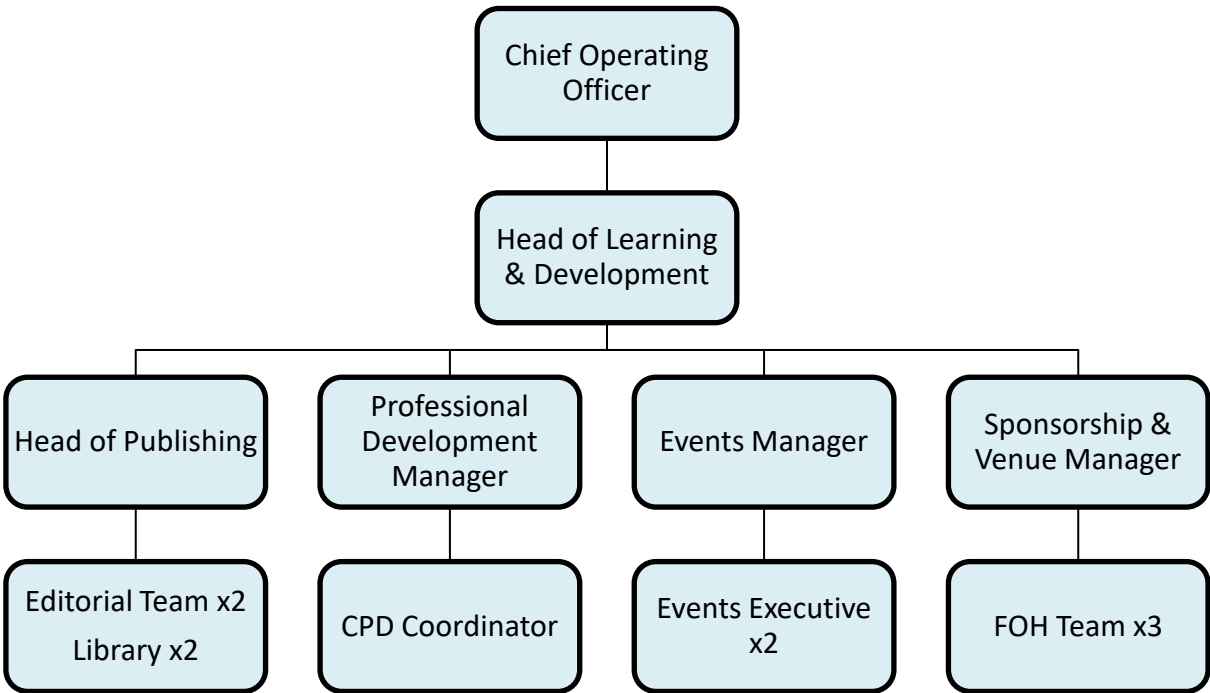 Chief Operating
Officer
Head of Learning
& Development
Head of Publishing
Professional
Development
Manager
Events Manager
Sponsorship &
Venue Manager
Editorial Team x2
Library x2
CPD Coordinator
Events Executive
x2
FOH Team x3